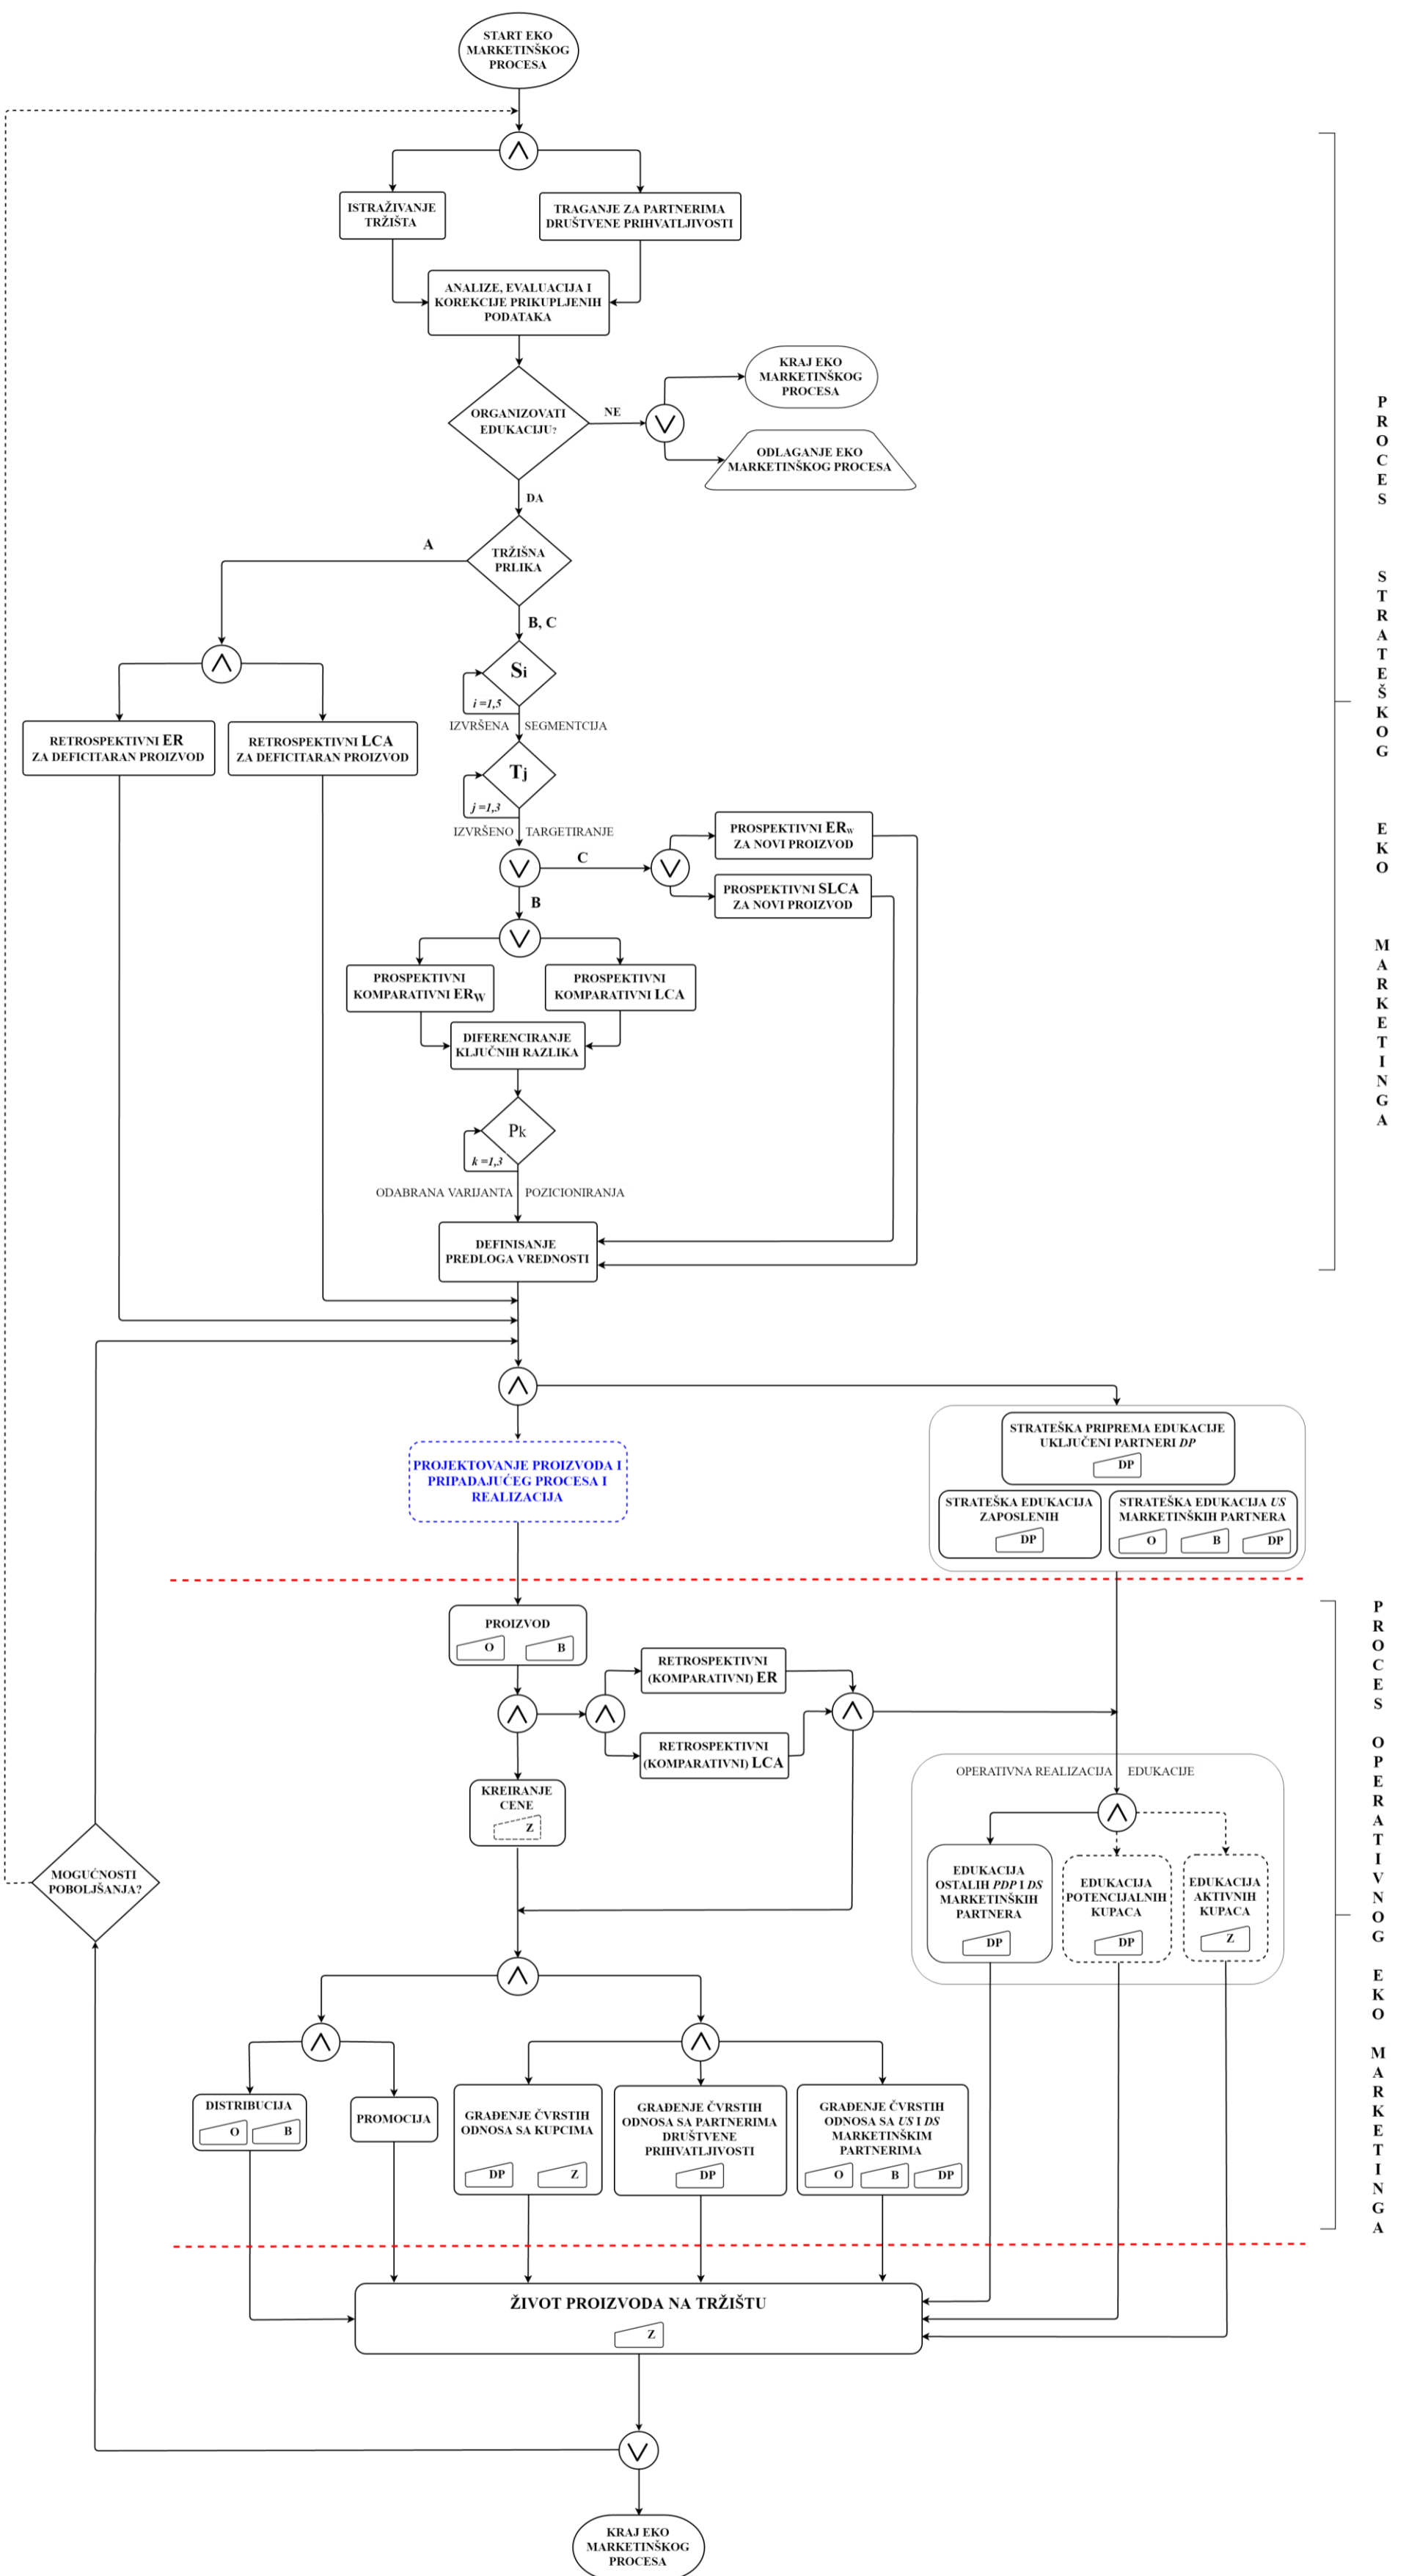 START EKO
MARKETINŠKOG
PROCESA
ISTRAŽIVANJE
TRŽIŠTA
TRAGANJE ZA PARTNERIMA
DRUŠTVENE PRIHVATLJIVOSTI
ANALIZE, EVALUACIJA I
KOREKCIJE PRIKUPLJENIH
PODATAKA
ORGANIZOVATI
EDUKACIJU?
NE
KRAJ EKO
MARKETINŠKOG
PROCESA
ODLAGANJE EKO
MARKETINŠKOG PROCESA
DA
TRŽIŠNA
PRLIKA
A
B, C
Si
i =1,5
IZVRŠENA SEGMENTCIJA
RETROSPEKTIVNI ER
ZA DEFICITARAN PROIZVOD
RETROSPEKTIVNI LCA
ZA DEFICITARAN PROIZVOD
Tj
j =1,3
IZVRŠENO TARGETIRANJE
C
PROSPEKTIVNI ERw
ZA NOVI PROIZVOD
PROSPEKTIVNI SLCA
ZA NOVI PROIZVOD
B
PROSPEKTIVNI
KOMPARATIVNI ERW
PROSPEKTIVNI
KOMPARATIVNI LCA
DIFERENCIRANJE
KLJUČNIH RAZLIKA
Pk
k =1,3
ODABRANA VARIJANTA POZICIONIRANJA
DEFINISANJE
PREDLOGA VREDNOSTI
PROCES STRATEŠKOG EKO MARKETINGA
PROJEKTOVANJE PROIZVODA I
PRIPADAJUĆEG PROCESA I
REALIZACIJA
STRATEŠKA PRIPREMA EDUKACIJE
UKLJUČENI PARTNERI DP
DP
STRATEŠKA EDUKACIJA
ZAPOSLENIH
DP
STRATEŠKA EDUKACIJA US
MARKETINŠKIH PARTNERA
O B DP
PROIZVOD
O B
RETROSPEKTIVNI
(KOMPARATIVNI) ER
RETROSPEKTIVNI
(KOMPARATIVNI) LCA
KREIRANJE
CENE
Z
OPERATIVNA REALIZACIJA EDUKACIJE
EDUKACIJA
OSTALIH PDP I DS
MARKETINŠKIH
PARTNERA
DP
EDUKACIJA
POTENCIJALNIH
KUPACA
DP
EDUKACIJA
AKTIVNIH
KUPACA
Z
MOGUĆNOSTI
POBOLJŠANJA?
DISTRIBUCIJA
O B
PROMOCIJA
GRAĐENJE ČVRSTIH
ODNOSA SA KUPCIMA
DP Z
GRAĐENJE ČVRSTIH
ODNOSA SA PARTNERIMA
DRUŠTVENE
PRIHVATLJIVOSTI
DP
GRAĐENJE ČVRSTIH
ODNOSA SA US I DS
MARKETINŠKIM
PARTNERIMA
O B DP
PROCES OPERATIVNOG EKO MARKETINGA
ŽIVOT PROIZVODA NA TRŽIŠTU
Z
KRAJ EKO
MARKETINŠKOG
PROCESA